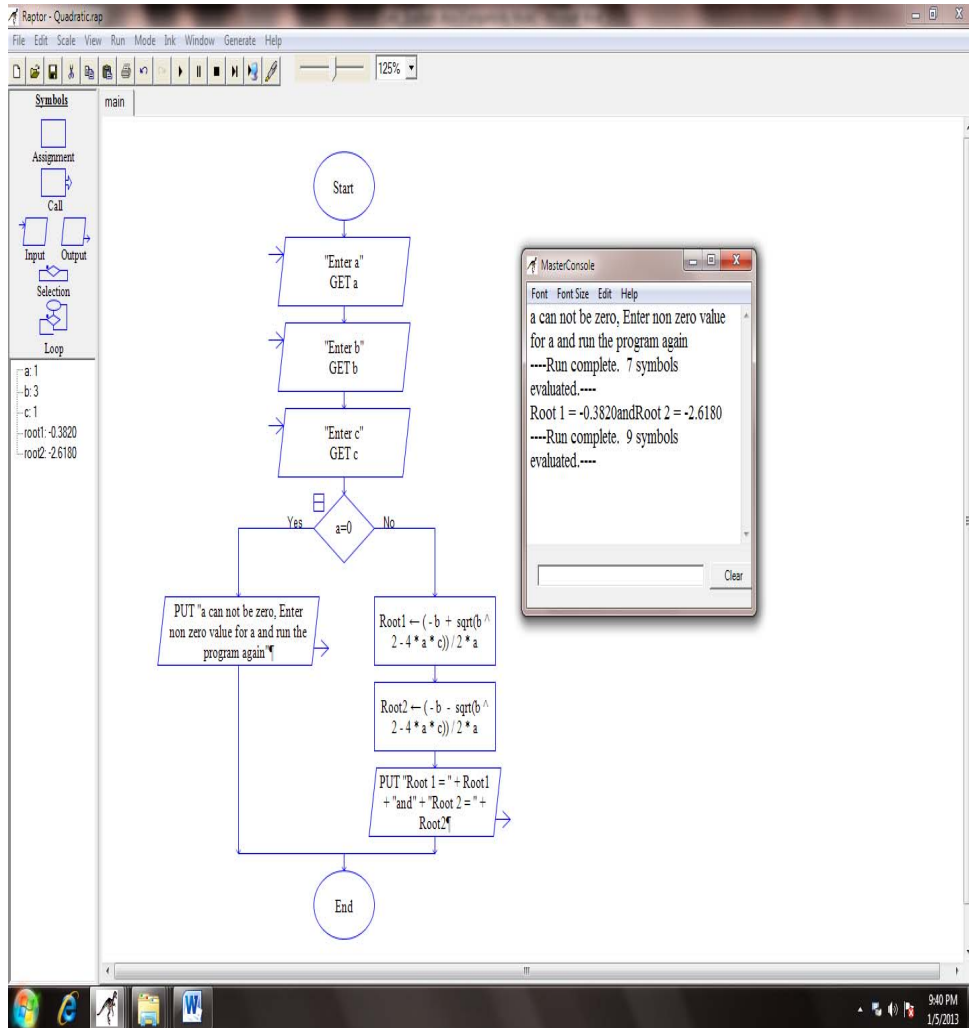 Raptor - Quadratic.rap
File Edit Scale View Run Mode Ink Window Generate Help
125%
Symbols
Assignment
Call
Input Output
Selection
Loop
a: 1
b: 3
c: 1
root1: -0.3820
root2: -2.6180
main
Start
"Enter a"
GET a
"Enter b"
GET b
"Enter c"
GET c
Yes
a=0
No
PUT "a can not be zero, Enter
non zero value for a and run the
program again"¶
Root1 ← ( - b + sqrt(b ^
2 - 4 * a * c)) / 2 * a
Root2 ← ( - b - sqrt(b ^
2 - 4 * a * c)) / 2 * a
PUT "Root 1 = " + Root1
+ "and" + "Root 2 = " +
Root2¶
End
MasterConsole
Font Font Size Edit Help
a can not be zero, Enter non zero value
for a and run the program again
----Run complete. 7 symbols
evaluated.----
Root 1 = -0.3820andRoot 2 = -2.6180
----Run complete. 9 symbols
evaluated.----
Clear
9:40 PM
1/5/2013